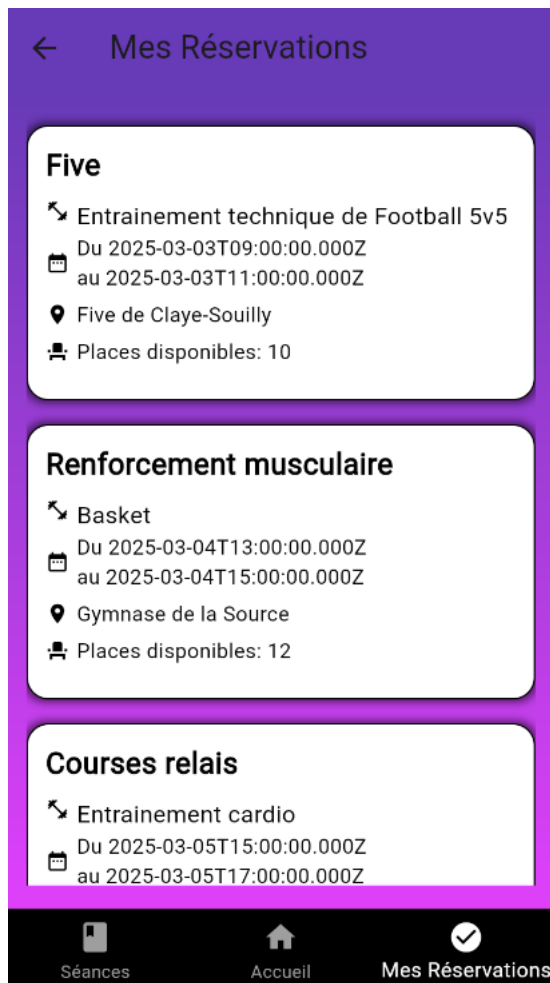 Mes Réservations
Five
Entrainement technique de Football 5v5
Du 2025-03-03T09:00:00.000Z
au 2025-03-03T11:00:00.000Z
Five de Claye-Souilly
Places disponibles: 10
Renforcement musculaire
Basket
Du 2025-03-04T13:00:00.000Z
au 2025-03-04T15:00:00.000Z
Gymnase de la Source
Places disponibles: 12
Courses relais
Entrainement cardio
Du 2025-03-05T15:00:00.000Z
au 2025-03-05T17:00:00.000Z
Séances
Accueil
Mes Réservations